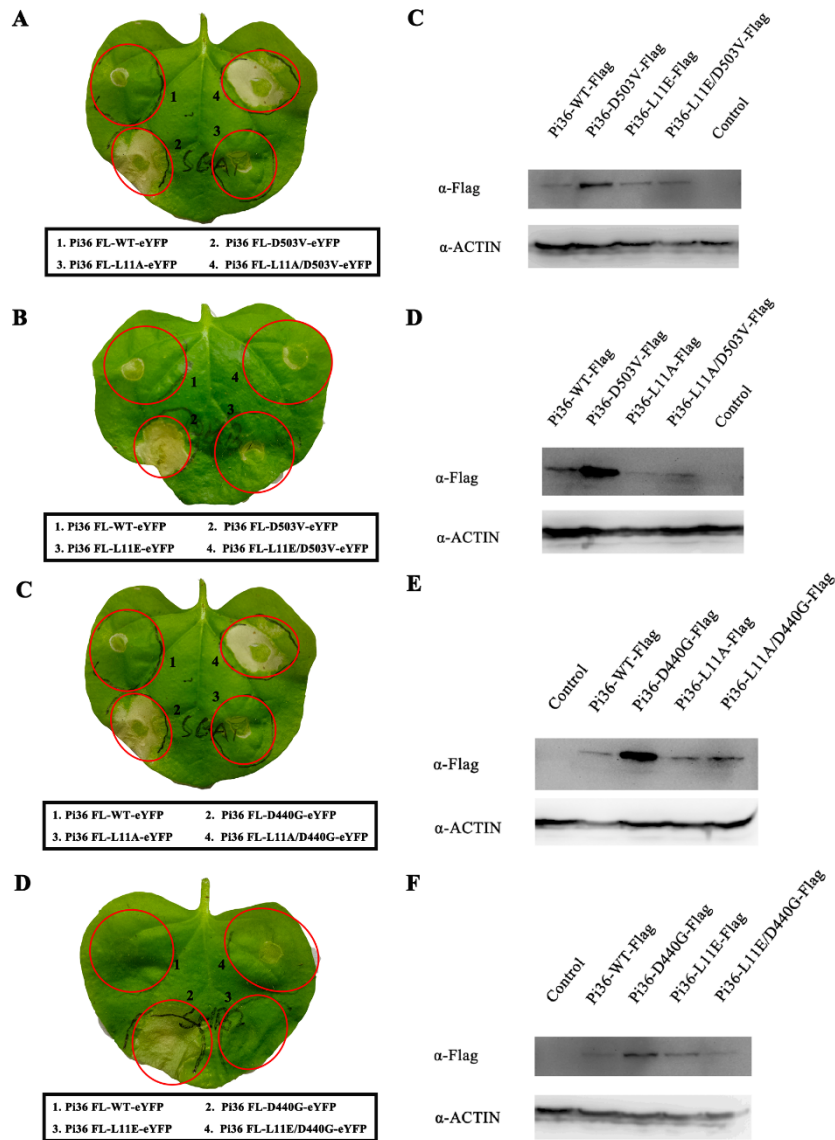 A
1
4
2
3
SGAr
1. Pi36 FL-WT-eYFP 2. Pi36 FL-D503V-eYFP
3. Pi36 FL-L11A-eYFP 4. Pi36 FL-L11A/D503V-eYFP
B
1
4
2
3
1. Pi36 FL-WT-eYFP 2. Pi36 FL-D503V-eYFP
3. Pi36 FL-L11E-eYFP 4. Pi36 FL-L11E/D503V-eYFP
C
1
4
2
3
SGAr
1. Pi36 FL-WT-eYFP 2. Pi36 FL-D440G-eYFP
3. Pi36 FL-L11A-eYFP 4. Pi36 FL-L11A/D440G-eYFP
D
1
4
2
3
1. Pi36 FL-WT-eYFP 2. Pi36 FL-D440G-eYFP
3. Pi36 FL-L11E-eYFP 4. Pi36 FL-L11E/D440G-eYFP
C
Pi36-WT-Flag
Pi36-D503V-Flag
Pi36-L11E-Flag
Pi36-L11E/D503V-Flag
Control
α-Flag
α-ACTIN
D
Pi36-WT-Flag
Pi36-D503V-Flag
Pi36-L11A-Flag
Pi36-L11A/D503V-Flag
Control
α-Flag
α-ACTIN
E
Control
Pi36-WT-Flag
Pi36-D440G-Flag
Pi36-L11A-Flag
Pi36-L11A/D440G-Flag
α-Flag
α-ACTIN
F
Control
Pi36-WT-Flag
Pi36-D440G-Flag
Pi36-L11E-Flag
Pi36-L11E/D440G-Flag
α-Flag
α-ACTIN